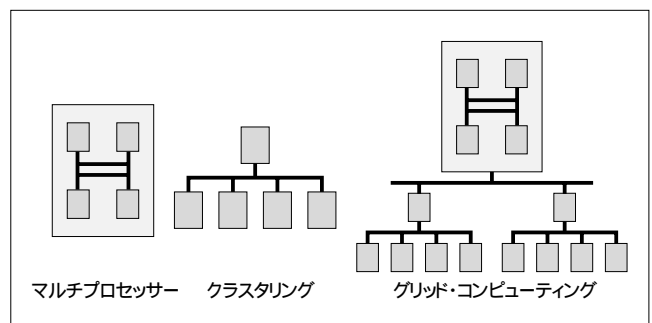 マルチプロセッサー
クラスタリング
グリッド・コンピューティング